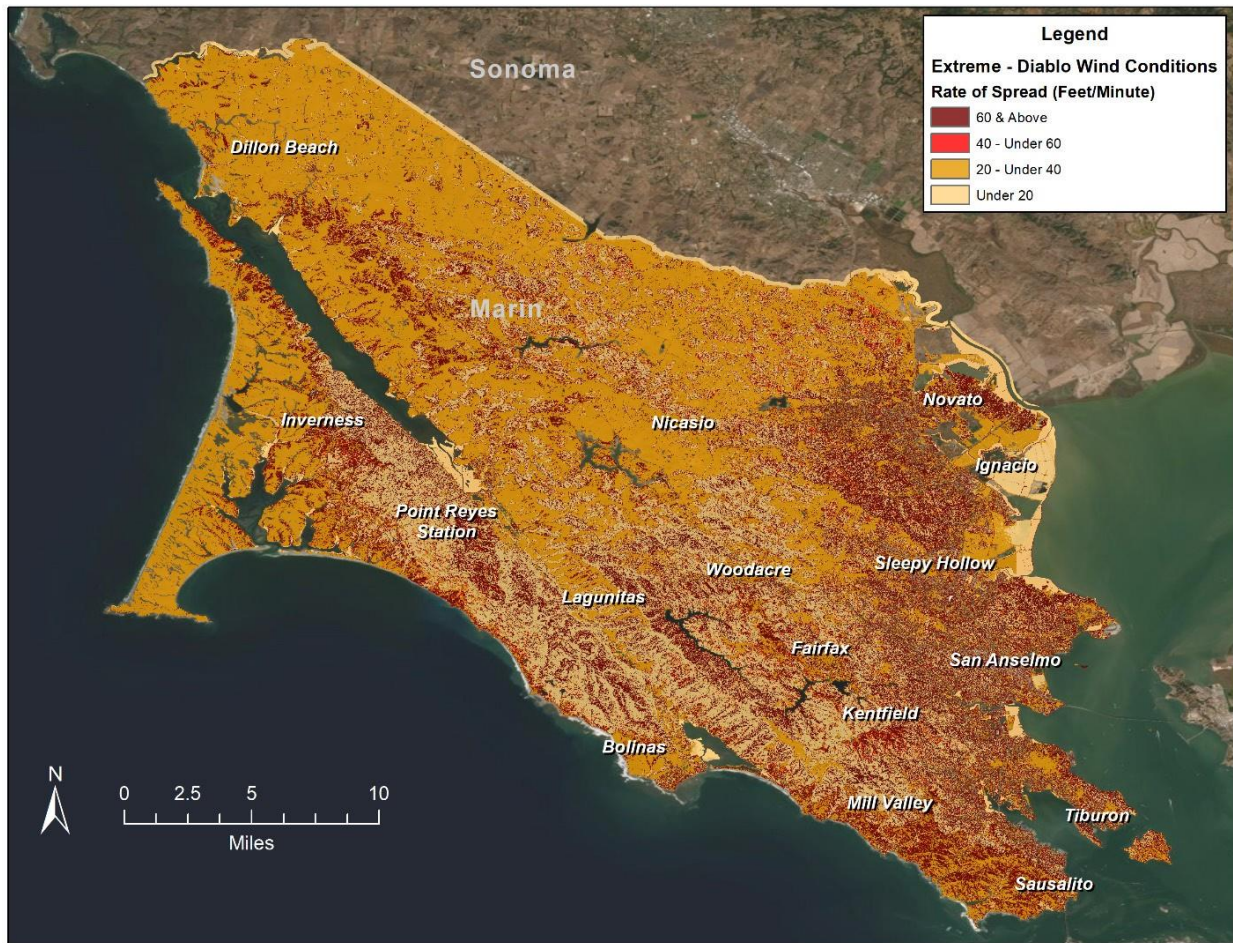 Legend
Extreme - Diablo Wind Conditions
Rate of Spread (Feet/Minute)
60 & Above
40 - Under 60
20 - Under 40
Under 20
Sonoma
Dillon Beach
Marin
Inverness
Nicasio
Novato
Ignacio
Point Reyes
Station
Woodacre
Sleepy Hollow
Lagunitas
Fairfax
San Anselmo
Kentfield
Bolinas
Mill Valley
Tiburon
Sausalito
N
0 2.5 5 10
Miles